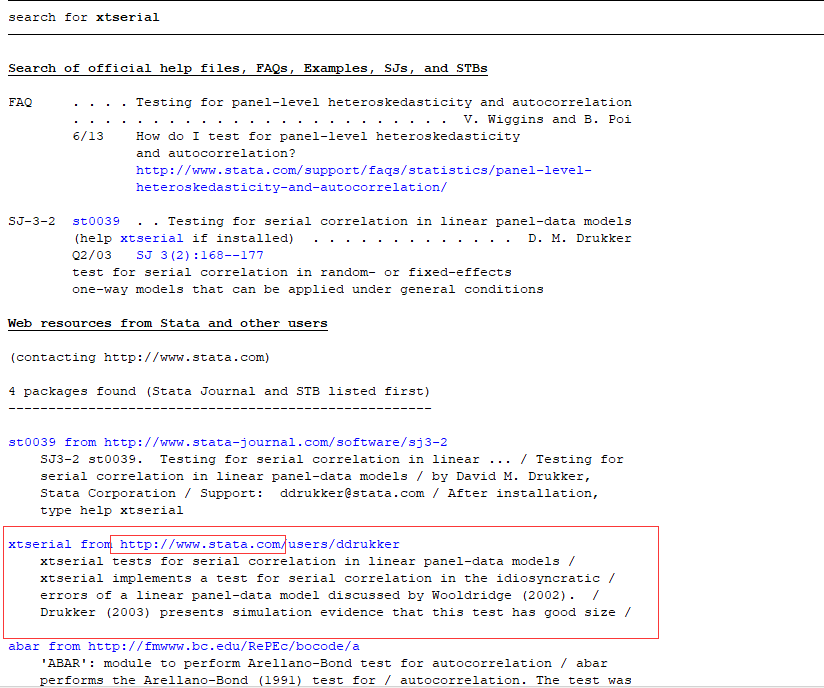 search for xtserial
Search of official help files, FAQs, Examples, SJs, and STBs
FAQ     . . . . Testing for panel-level heteroskedasticity and autocorrelation
        . . . . . . . . . . . . . . . . . . . . . . . .  V. Wiggins and B. Poi
        6/13    How do I test for panel-level heteroskedasticity
                and autocorrelation?
                http://www.stata.com/support/faqs/statistics/panel-level-
                heteroskedasticity-and-autocorrelation/
SJ-3-2  st0039  . . Testing for serial correlation in linear panel-data models
        (help xtserial if installed)  . . . . . . . . . . . . .  D. M. Drukker
        Q2/03   SJ 3(2):168--177
        test for serial correlation in random- or fixed-effects
        one-way models that can be applied under general conditions
Web resources from Stata and other users
(contacting http://www.stata.com)
4 packages found (Stata Journal and STB listed first)
-----------------------------------------------------
st0039 from http://www.stata-journal.com/software/sj3-2
    SJ3-2 st0039.  Testing for serial correlation in linear ... / Testing for
    serial correlation in linear panel-data models / by David M. Drukker,
    Stata Corporation / Support:  ddrukker@stata.com / After installation,
    type help xtserial
xtserial from http://www.stata.com/users/ddrukker
    xtserial tests for serial correlation in linear panel-data models /
    xtserial implements a test for serial correlation in the idiosyncratic /
    errors of a linear panel-data model discussed by Wooldridge (2002).  /
    Drukker (2003) presents simulation evidence that this test has good size /
abar from http://fmwww.bc.edu/RePEc/bocode/a
    'ABAR': module to perform Arellano-Bond test for autocorrelation / abar
    performs the Arellano-Bond (1991) test for / autocorrelation. The test was